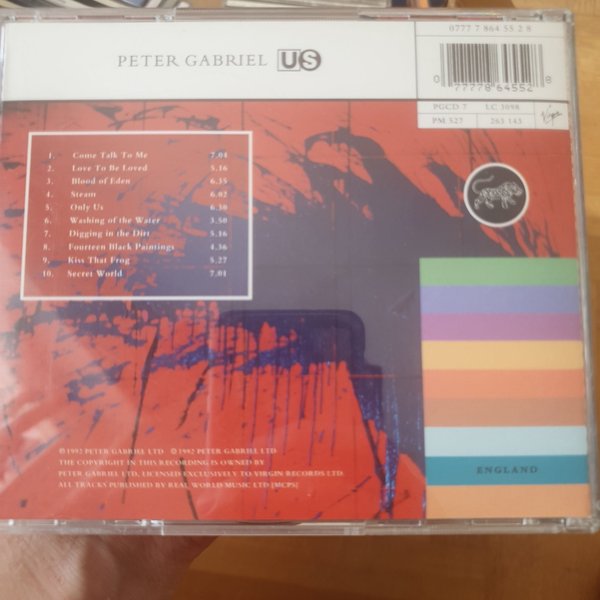 PETER GABRIEL US
0777 7 864 55 2 8
0 77778 64552 8
PGCD 7 LC 3098
PM 527 263 143 Virgin
1. Come Talk To Me 7.04
2. Love To Be Loved 5.16
3. Blood of Eden 6.35
4. Steam 6.02
5. Only Us 6.30
6. Washing of the Water 3.50
7. Digging in the Dirt 5.16
8. Fourteen Black Paintings 4.36
9. Kiss That Frog 5.27
10. Secret World 7.01
℗ 1992 PETER GABRIEL LTD © 1992 PETER GABRIEL LTD
THE COPYRIGHT IN THIS RECORDING IS OWNED BY
PETER GABRIEL LTD, LICENSED EXCLUSIVELY TO VIRGIN RECORDS LTD.
ALL TRACKS PUBLISHED BY REAL WORLD MUSIC LTD [MCPS]
ENGLAND